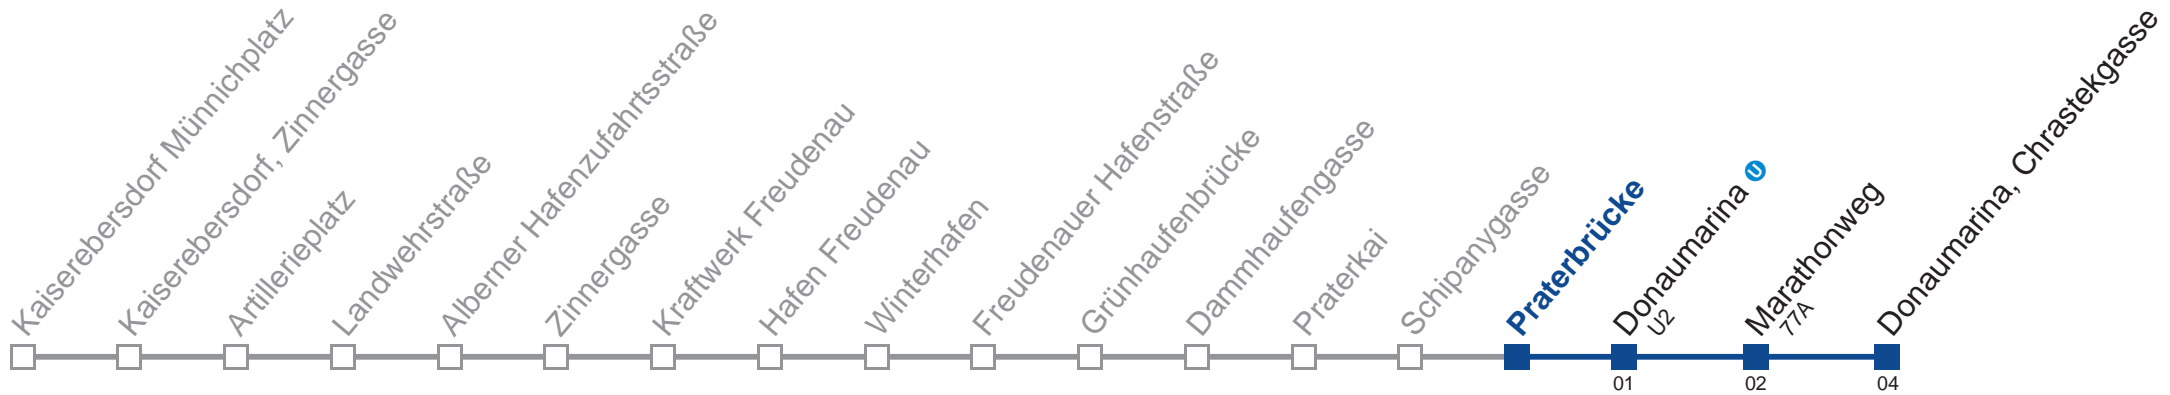 Kaiserebersdorf Münnichplatz
Kaiserebersdorf, Zinnergasse
Artillerieplatz
Landwehrstraße
Alberner Hafenzufahrtsstraße
Zinnergasse
Kraftwerk Freudenau
Hafen Freudenau
Winterhafen
Freudenauer Hafenstraße
Grünhaufenbrücke
Dammhaufengasse
Praterkai
Schipanygasse
Praterbrücke
Donaumarina U
U2
Marathonweg
77A
Donaumarina, Chrastekgasse
01
02
04